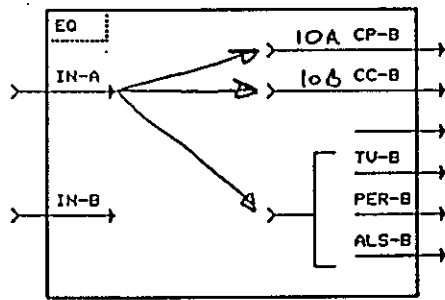 EQ
10A CP-B
IN-A 10B CC-B
TV-B
IN-B PER-B
ALS-B